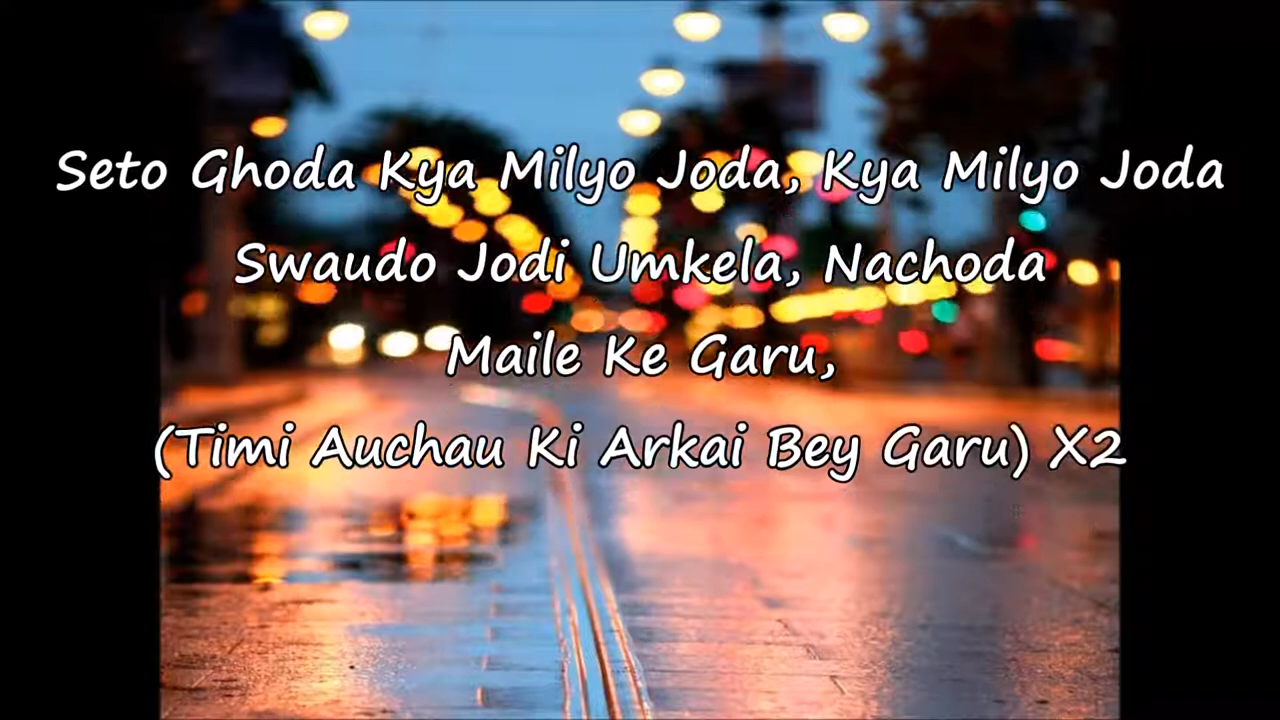 Seto Ghoda Kya Milyo Joda, Kya Milyo Joda
Swaudo Jodi Umkela, Nachoda
Maile Ke Garu,
(Timi Auchau Ki Arkai Bey Garu) X2